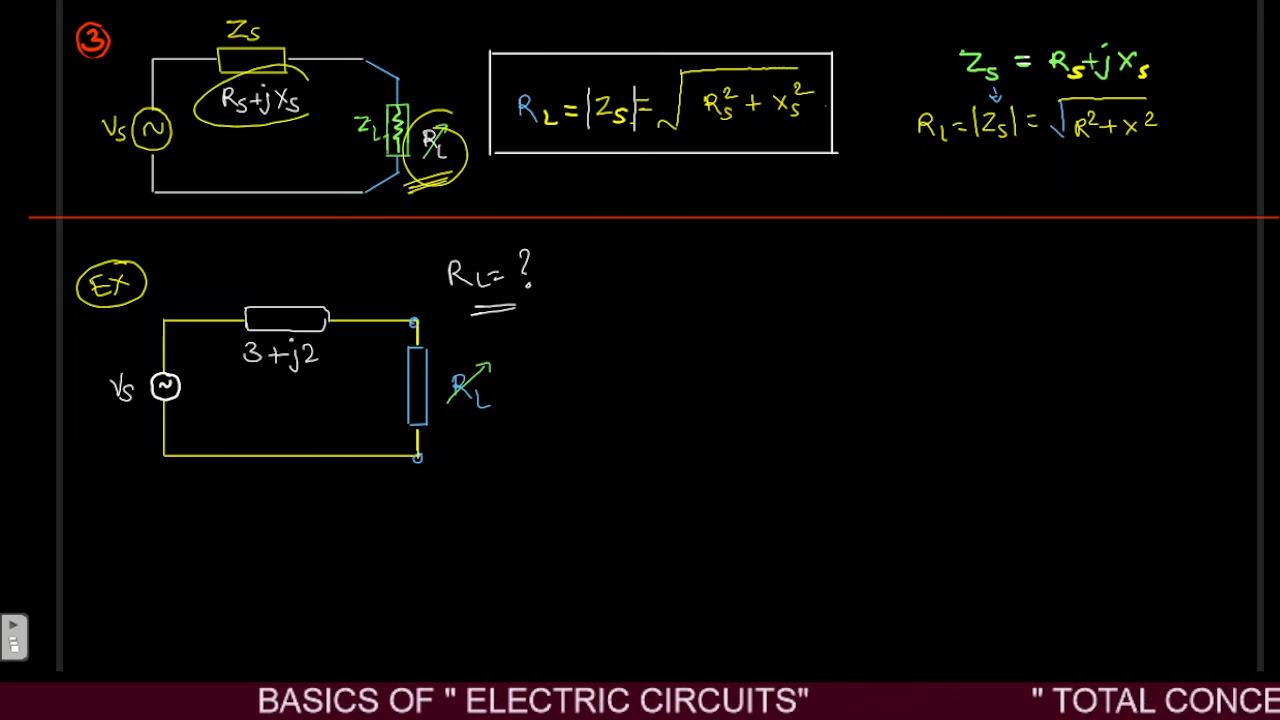 3
Zs
Rs+jXs
Vs
ZL
RL
RL = |Zs| = √Rs² + Xs²
Zs = Rs+jXs
RL = |Zs| = √R²+X²
EX
RL = ?
3+j2
Vs
RL
BASICS OF " ELECTRIC CIRCUITS"
" TOTAL CONCE